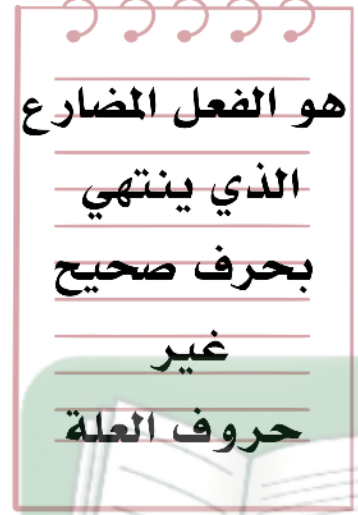 هو الفعل المضارع
الذي ينتهي
بحرف صحيح
غير
حروف العلة